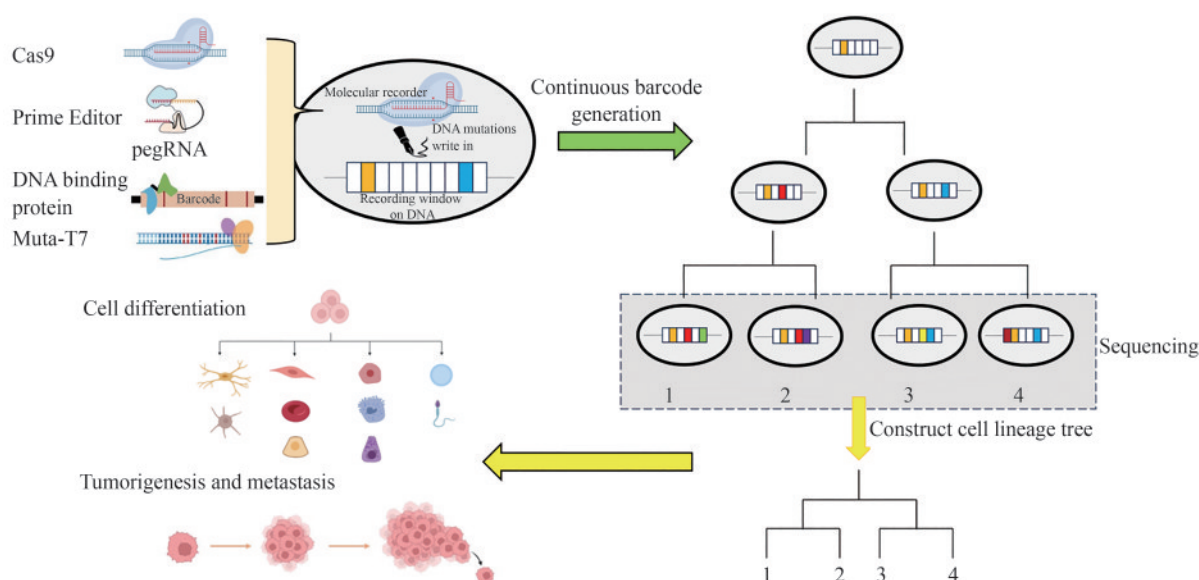 Cas9
Prime Editor
pegRNA
DNA binding
protein
Barcode
Muta-T7
Molecular recorder
DNA mutations
write in
Recording window
on DNA
Continuous barcode
generation
Sequencing
1 2 3 4
Construct cell lineage tree
1 2 3 4
Cell differentiation
Tumorigenesis and metastasis